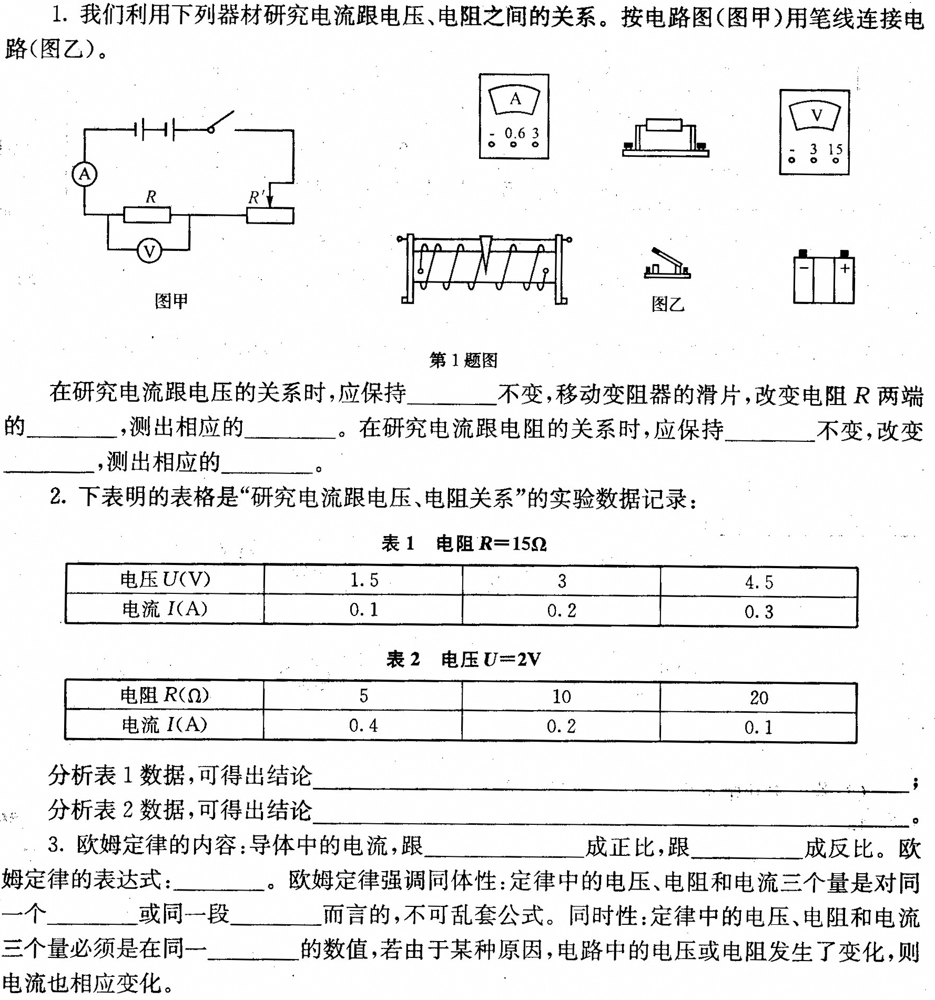 1. 我们利用下列器材研究电流跟电压、电阻之间的关系。按电路图(图甲)用笔线连接电
路(图乙)。
A
- 0.6 3
V
- 3 15
A
R
R′
V
- +
图甲
图乙
第1题图
在研究电流跟电压的关系时,应保持________不变,移动变阻器的滑片,改变电阻 R 两端
的________,测出相应的________。在研究电流跟电阻的关系时,应保持________不变,改变
________,测出相应的________。
2. 下表明的表格是“研究电流跟电压、电阻关系”的实验数据记录:
表 1 电阻 R=15Ω
电压 U(V) 1.5 3 4.5
电流 I(A) 0.1 0.2 0.3
表 2 电压 U=2V
电阻 R(Ω) 5 10 20
电流 I(A) 0.4 0.2 0.1
分析表 1 数据,可得出结论________________________________;
分析表 2 数据,可得出结论________________________________。
3. 欧姆定律的内容:导体中的电流,跟______________成正比,跟__________成反比。欧
姆定律的表达式:________。欧姆定律强调同体性:定律中的电压、电阻和电流三个量是对同
一个________或同一段________而言的,不可乱套公式。同时性:定律中的电压、电阻和电流
三个量必须是在同一________的数值,若由于某种原因,电路中的电压或电阻发生了变化,则
电流也相应变化。